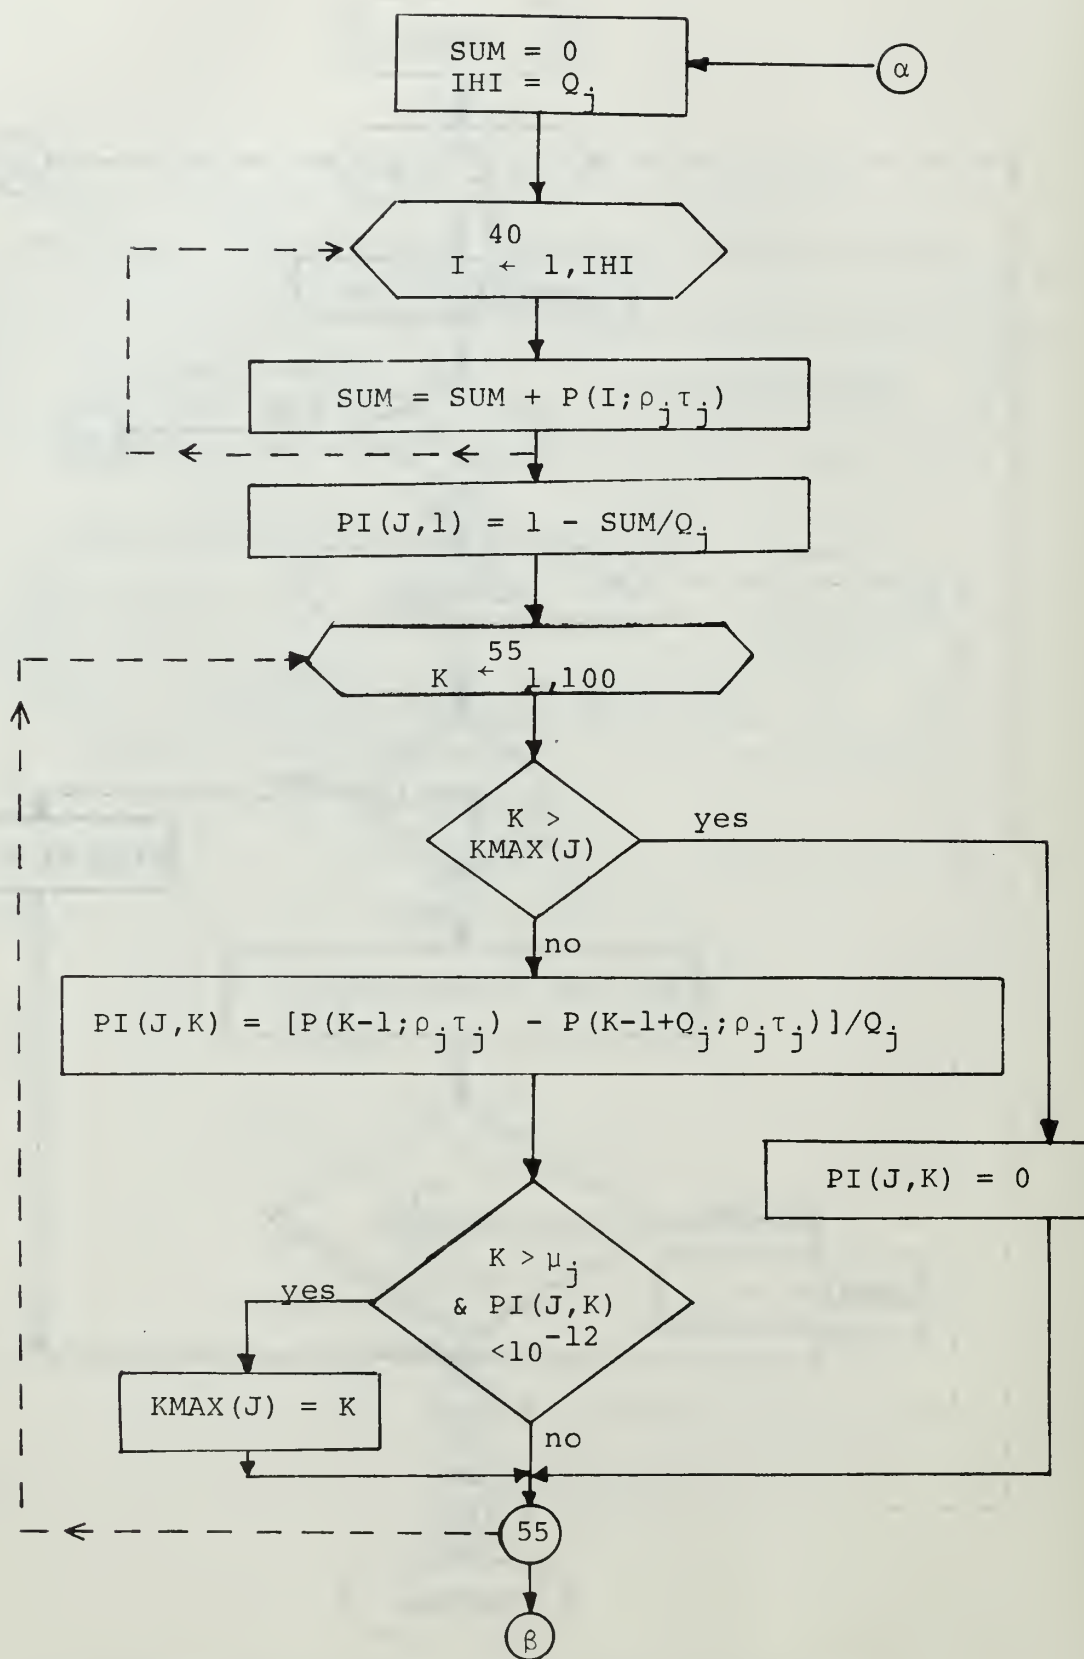 SUM = 0
IHI = Qj
α
40
I ← 1,IHI
SUM = SUM + P(I;ρjτj)
PI(J,1) = 1 - SUM/Qj
55
K ← 1,100
K >
KMAX(J)
yes
no
PI(J,K) = [P(K-1;ρjτj) - P(K-1+Qj;ρjτj)]/Qj
PI(J,K) = 0
K > μj
& PI(J,K)
<10^-12
yes
KMAX(J) = K
no
55
β